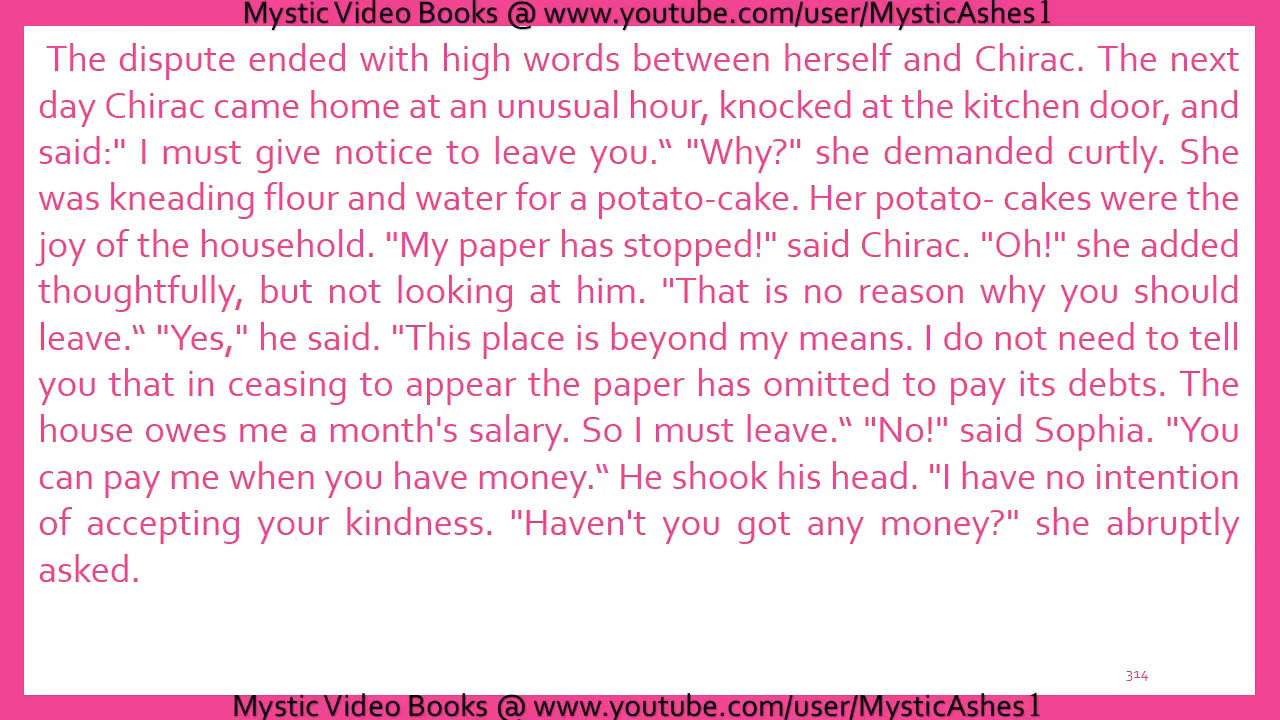 Mystic Video Books @ www.youtube.com/user/MysticAshes1
The dispute ended with high words between herself and Chirac. The next
day Chirac came home at an unusual hour, knocked at the kitchen door, and
said:" I must give notice to leave you.“ "Why?" she demanded curtly. She
was kneading flour and water for a potato-cake. Her potato- cakes were the
joy of the household. "My paper has stopped!" said Chirac. "Oh!" she added
thoughtfully, but not looking at him. "That is no reason why you should
leave.“ "Yes," he said. "This place is beyond my means. I do not need to tell
you that in ceasing to appear the paper has omitted to pay its debts. The
house owes me a month's salary. So I must leave.“ "No!" said Sophia. "You
can pay me when you have money.“ He shook his head. "I have no intention
of accepting your kindness. "Haven't you got any money?" she abruptly
asked.
314
Mystic Video Books @ www.youtube.com/user/MysticAshes1